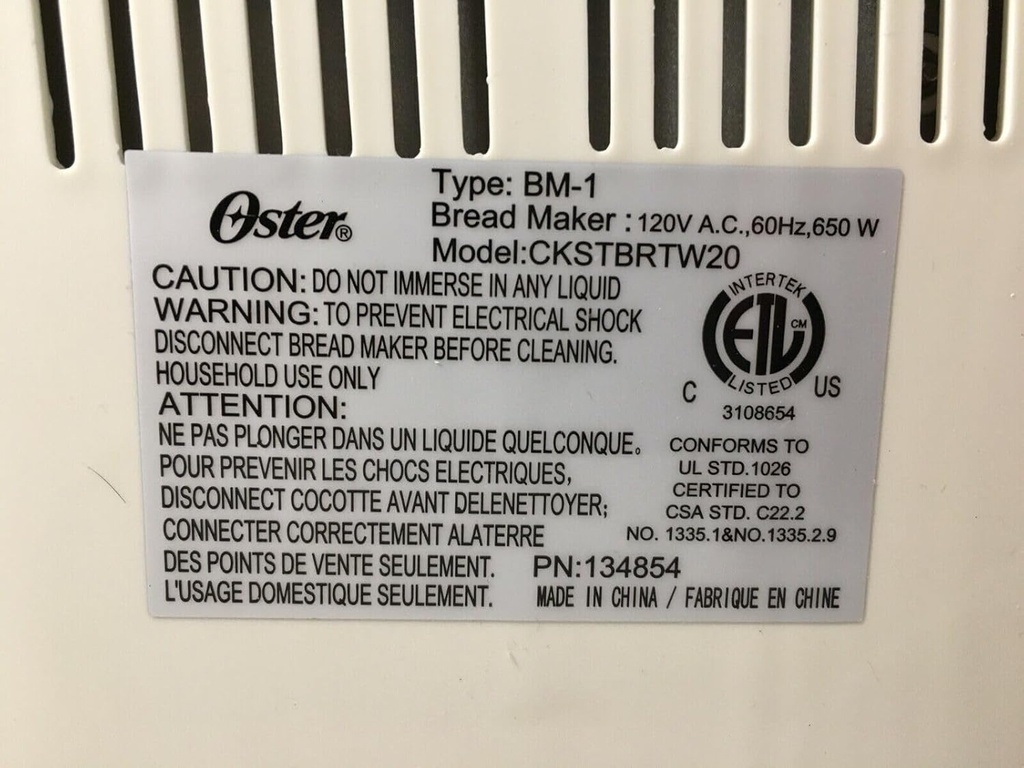 Oster®
Type: BM-1
Bread Maker : 120V A.C.,60Hz,650 W
Model:CKSTBRTW20
CAUTION: DO NOT IMMERSE IN ANY LIQUID
WARNING: TO PREVENT ELECTRICAL SHOCK
DISCONNECT BREAD MAKER BEFORE CLEANING.
HOUSEHOLD USE ONLY
ATTENTION:
NE PAS PLONGER DANS UN LIQUIDE QUELCONQUE。
POUR PREVENIR LES CHOCS ELECTRIQUES,
DISCONNECT COCOTTE AVANT DELENETTOYER;
CONNECTER CORRECTEMENT ALATERRE
DES POINTS DE VENTE SEULEMENT.
L'USAGE DOMESTIQUE SEULEMENT.
INTERTEK
ETL CM
LISTED
C US
3108654
CONFORMS TO
UL STD.1026
CERTIFIED TO
CSA STD. C22.2
NO. 1335.1&NO.1335.2.9
PN:134854
MADE IN CHINA / FABRIQUE EN CHINE